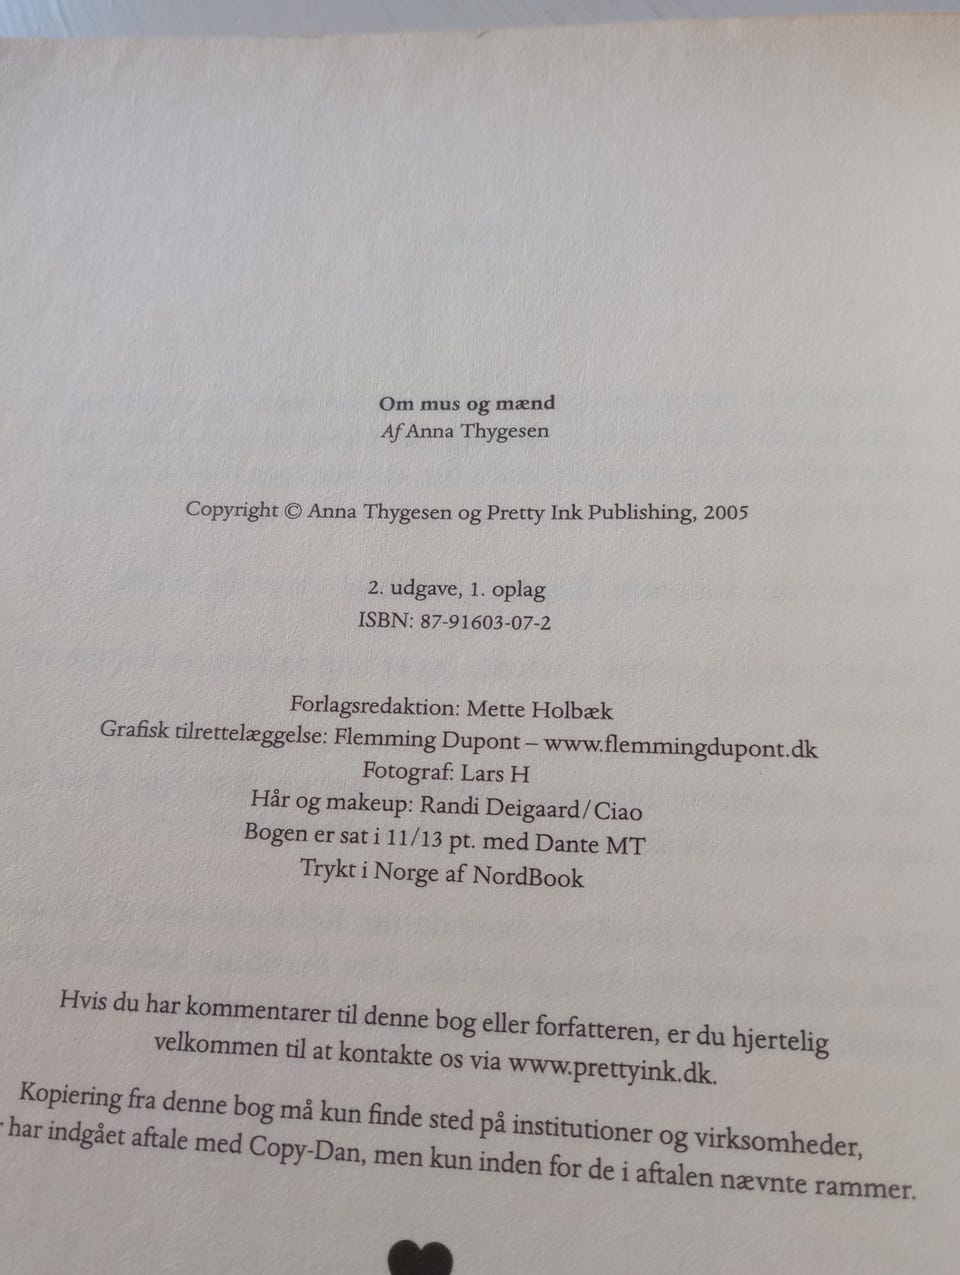 Om mus og mænd
Af Anna Thygesen
Copyright © Anna Thygesen og Pretty Ink Publishing, 2005
2. udgave, 1. oplag
ISBN: 87-91603-07-2
Forlagsredaktion: Mette Holbæk
Grafisk tilrettelæggelse: Flemming Dupont – www.flemmingdupont.dk
Fotograf: Lars H
Hår og makeup: Randi Deigaard/Ciao
Bogen er sat i 11/13 pt. med Dante MT
Trykt i Norge af NordBook
Hvis du har kommentarer til denne bog eller forfatteren, er du hjertelig
velkommen til at kontakte os via www.prettyink.dk.
Kopiering fra denne bog må kun finde sted på institutioner og virksomheder,
har indgået aftale med Copy-Dan, men kun inden for de i aftalen nævnte rammer.